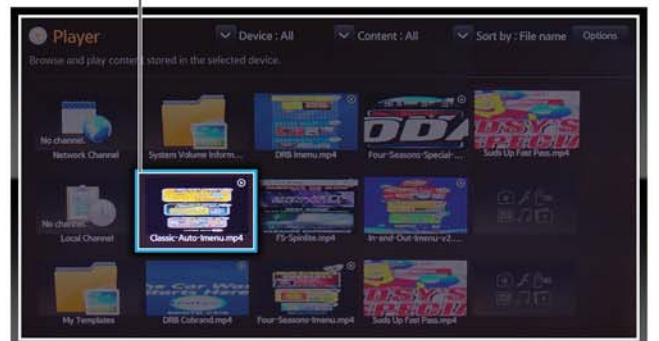 Player
Device : All
Content : All
Sort by : File name
Options
Browse and play content stored in the selected device.
No channel.
Network Channel
System Volume Inform...
DRB Imenu.mp4
Four-Seasons-Special-...
Suds Up Fast Pass.mp4
No channel.
Local Channel
Classic-Auto-Imenu.mp4
FS-Spinlite.mp4
In-and-Out-Imenu-v2....
My Templates
DRB Cobrand.mp4
Four-Seasons-Imenu.mp4
Suds Up Fast Pass.mp4